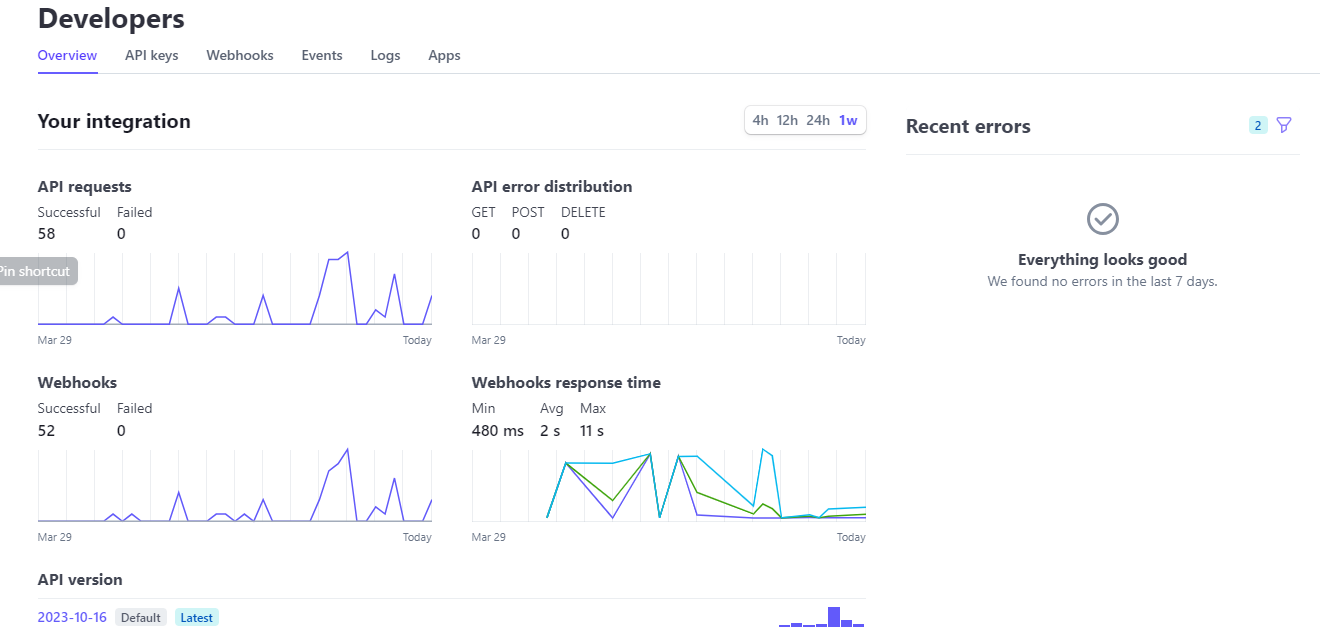 Developers
Overview API keys Webhooks Events Logs Apps
Your integration
4h 12h 24h 1w
Recent errors
2
API requests
Successful Failed
58 0
Pin shortcut
Mar 29 Today
API error distribution
GET POST DELETE
0 0 0
Mar 29 Today
Everything looks good
We found no errors in the last 7 days.
Webhooks
Successful Failed
52 0
Mar 29 Today
Webhooks response time
Min Avg Max
480 ms 2 s 11 s
Mar 29 Today
API version
2023-10-16 Default Latest